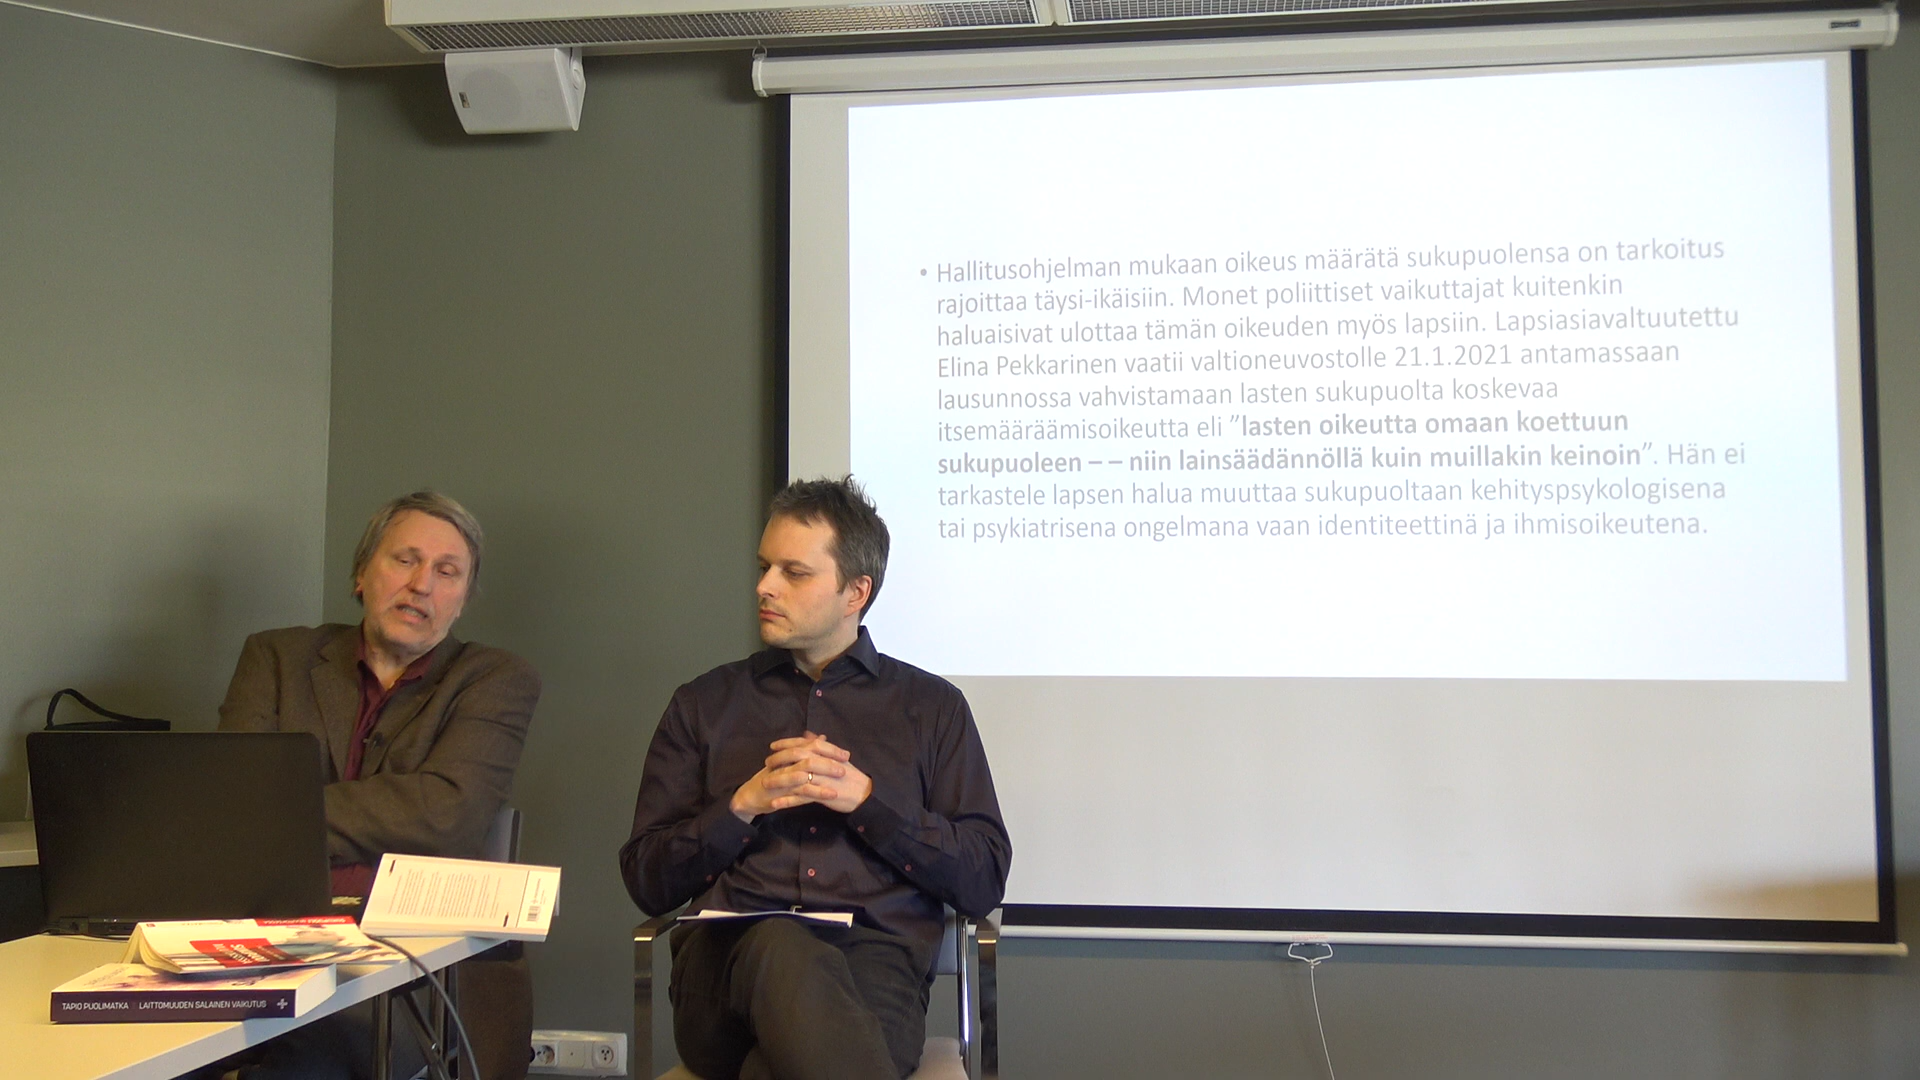 • Hallitusohjelman mukaan oikeus määrätä sukupuolensa on tarkoitus
rajoittaa täysi-ikäisiin. Monet poliittiset vaikuttajat kuitenkin
haluaisivat ulottaa tämän oikeuden myös lapsiin. Lapsiasiavaltuutettu
Elina Pekkarinen vaatii valtioneuvostolle 21.1.2021 antamassaan
lausunnossa vahvistamaan lasten sukupuolta koskevaa
itsemääräämisoikeutta eli ”lasten oikeutta omaan koettuun
sukupuoleen – – niin lainsäädännöllä kuin muillakin keinoin”. Hän ei
tarkastele lapsen halua muuttaa sukupuoltaan kehityspsykologisena
tai psykiatrisena ongelmana vaan identiteettinä ja ihmisoikeutena.
TAPIO PUOLIMATKA LAITTOMUUDEN SALAINEN VAIKUTUS